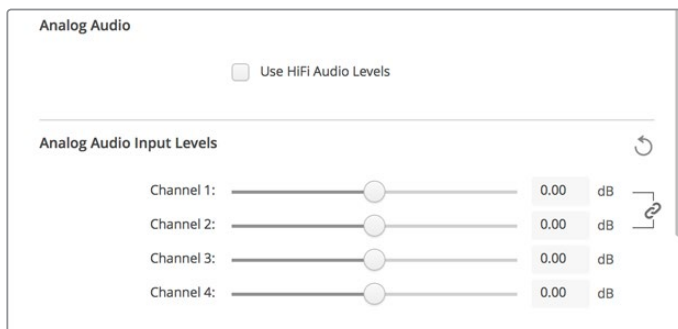 Analog Audio
Use HiFi Audio Levels
Analog Audio Input Levels
Channel 1: 0.00 dB
Channel 2: 0.00 dB
Channel 3: 0.00 dB
Channel 4: 0.00 dB